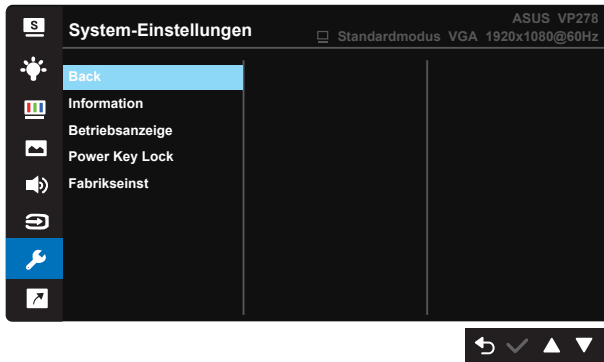 S
System-Einstellungen
ASUS VP278
Standardmodus VGA 1920x1080@60Hz
Back
Information
Betriebsanzeige
Power Key Lock
Fabrikseinst